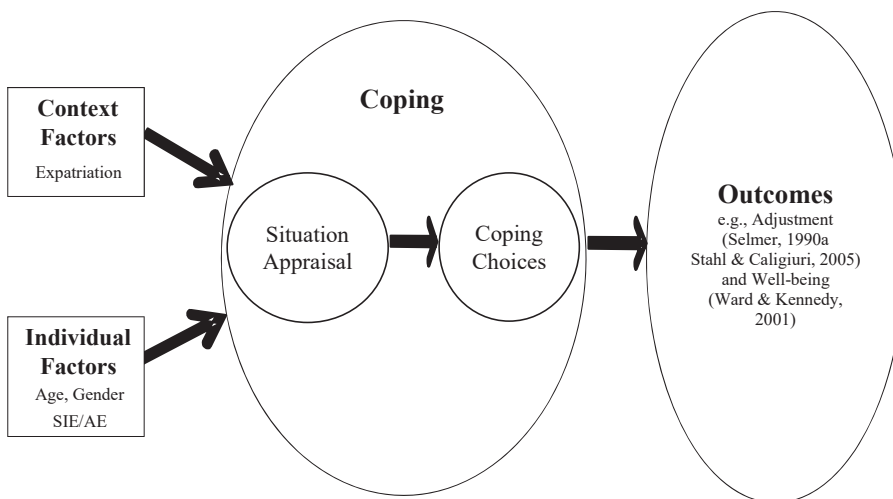 Context
Factors
Expatriation
Individual
Factors
Age, Gender
SIE/AE
Coping
Situation
Appraisal
Coping
Choices
Outcomes
e.g., Adjustment
(Selmer, 1990a
Stahl & Caligiuri, 2005)
and Well-being
(Ward & Kennedy,
2001)